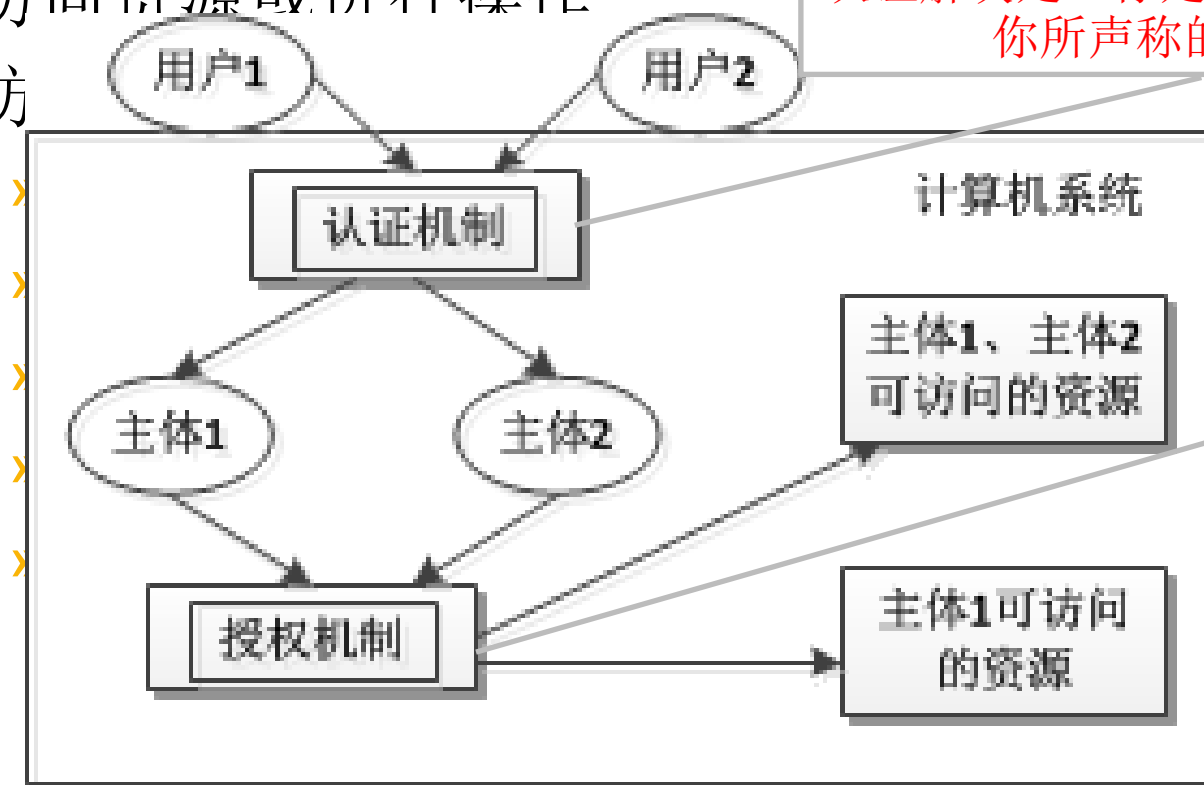 你所声称的
用户1
用户2
计算机系统
认证机制
主体1、主体2
可访问的资源
主体1
主体2
主体1可访问
的资源
授权机制